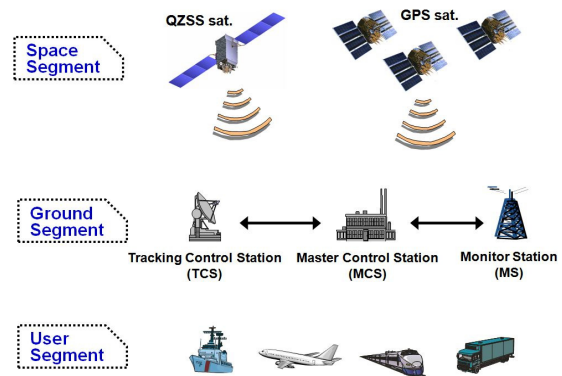 QZSS sat.
GPS sat.
Space
Segment
Ground
Segment
Tracking Control Station
(TCS)
Master Control Station
(MCS)
Monitor Station
(MS)
User
Segment